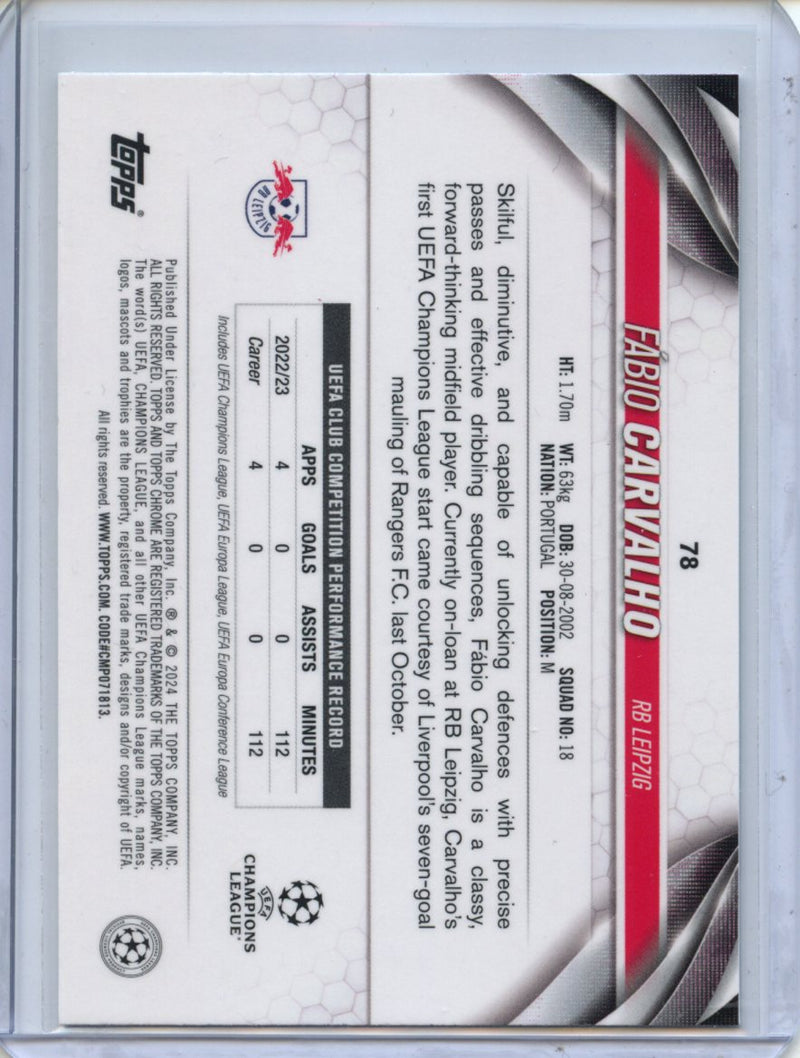 78
FÁBIO CARVALHO RB LEIPZIG
HT: 1.70m WT: 63kg DOB: 30-08-2002 SQUAD NO: 18
NATION: PORTUGAL POSITION: M
Skilful, diminutive, and capable of unlocking defences with precise
passes and effective dribbling sequences, Fábio Carvalho is a classy,
forward-thinking midfield player. Currently on-loan at RB Leipzig, Carvalho's
first UEFA Champions League start came courtesy of Liverpool's seven-goal
mauling of Rangers F.C. last October.
RB LEIPZIG
UEFA CLUB COMPETITION PERFORMANCE RECORD
APPS GOALS ASSISTS MINUTES
2022/23 4 0 0 112
Career 4 0 0 112
Includes UEFA Champions League, UEFA Europa League, UEFA Europa Conference League
UEFA
CHAMPIONS
LEAGUE®
topps®
Published Under License by The Topps Company, Inc. ® & © 2024 THE TOPPS COMPANY, INC.
ALL RIGHTS RESERVED. TOPPS AND TOPPS CHROME ARE REGISTERED TRADEMARKS OF THE TOPPS COMPANY, INC.
The word(s) UEFA, CHAMPIONS LEAGUE, and all other UEFA Champions League marks, names,
logos, mascots and trophies are the property, registered trade marks, designs and/or copyright of UEFA.
All rights reserved. WWW.TOPPS.COM. CODE#CMP071813.